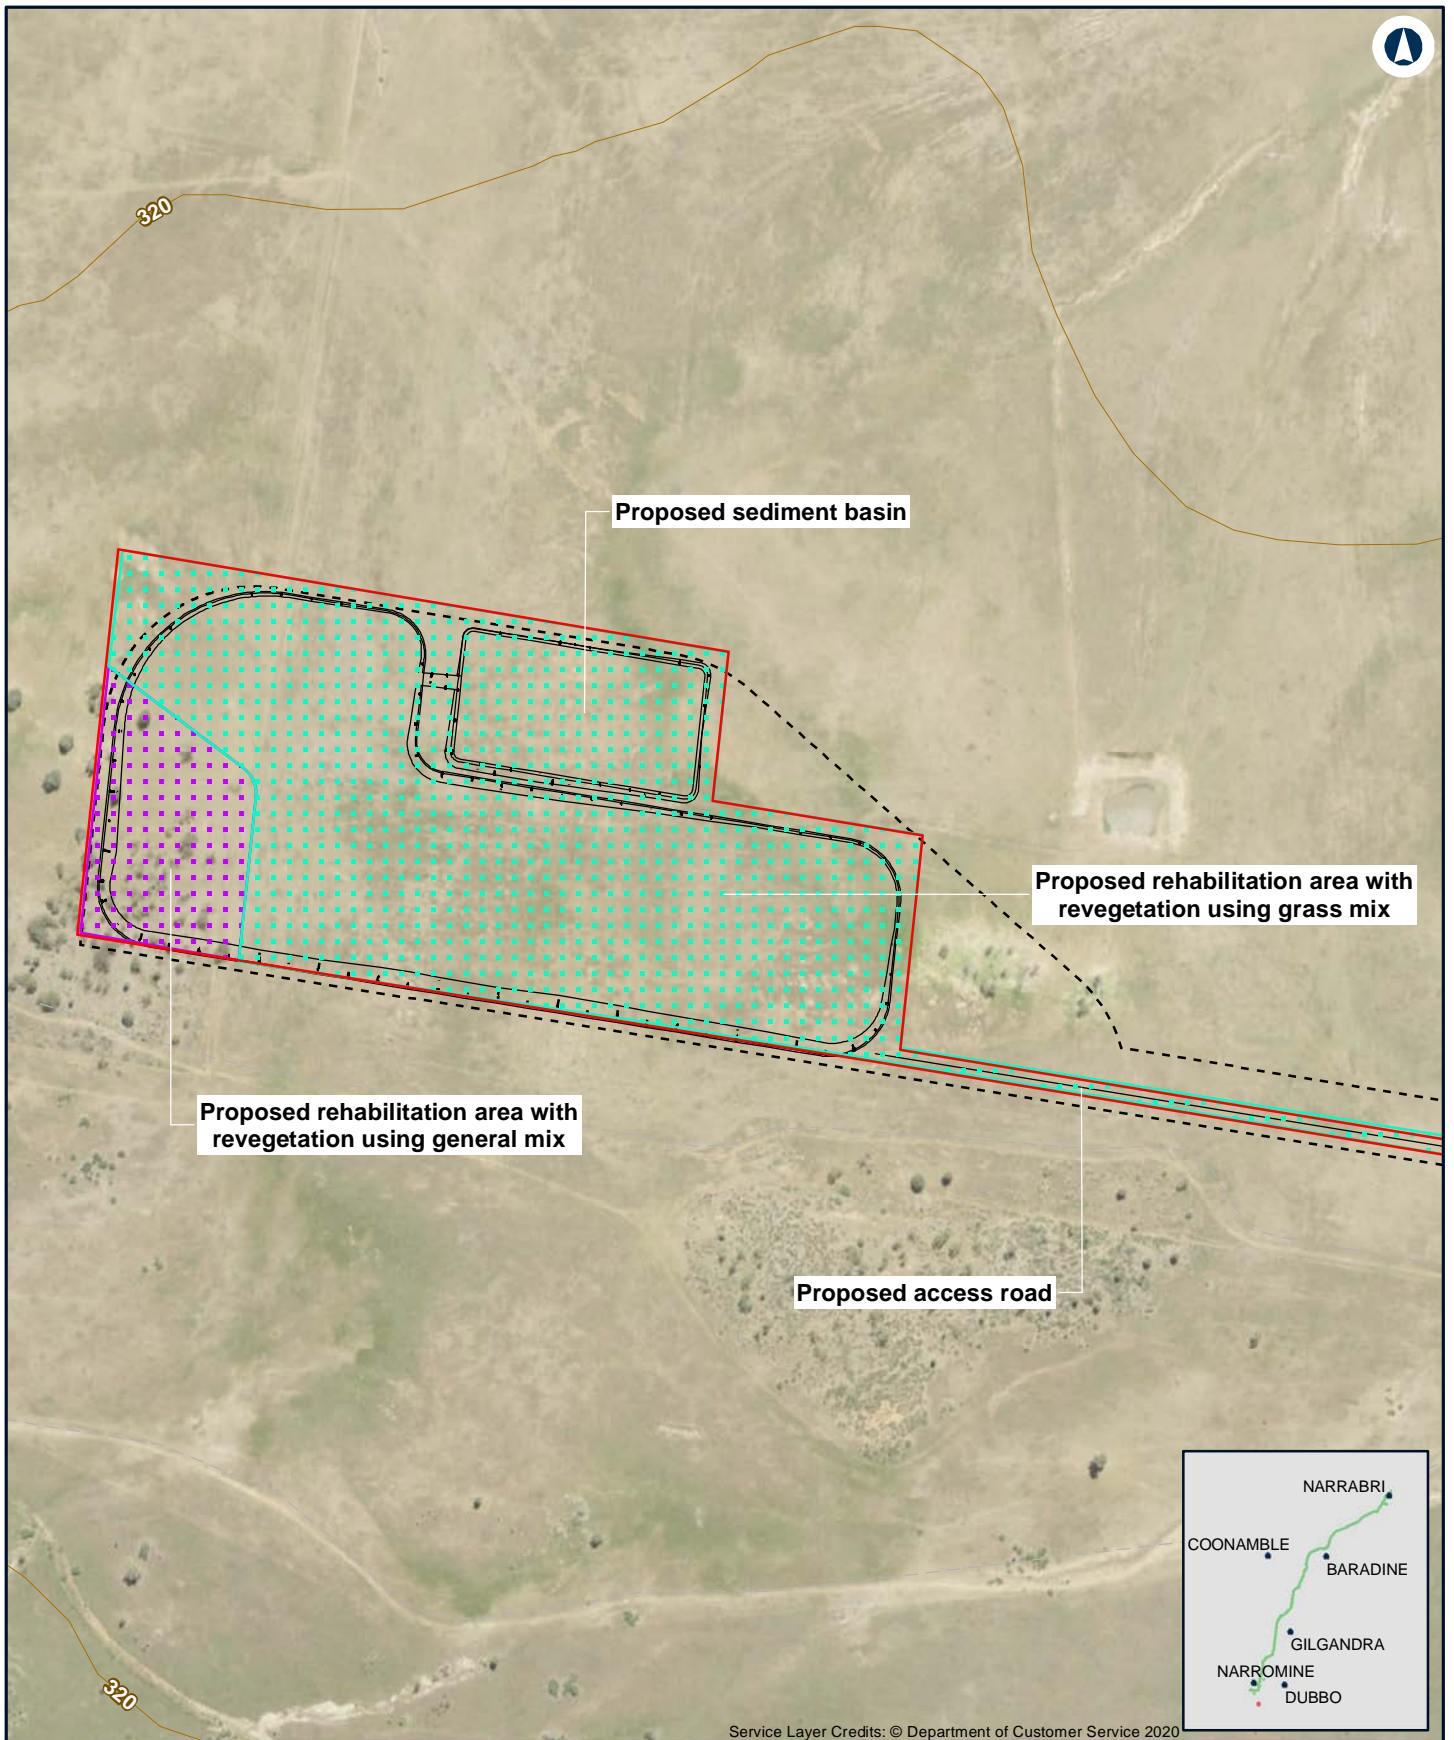 320
Proposed sediment basin
Proposed rehabilitation area with
revegetation using grass mix
Proposed rehabilitation area with
revegetation using general mix
Proposed access road
320
NARRABRI
COONAMBLE
BARADINE
GILGANDRA
NARROMINE
DUBBO
Service Layer Credits: © Department of Customer Service 2020